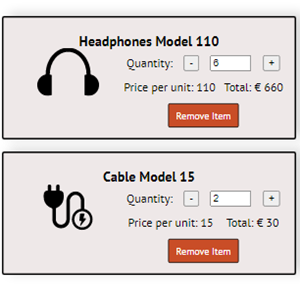 Headphones Model 110
Quantity: - 6 +
Price per unit: 110 Total: € 660
Remove Item
Cable Model 15
Quantity: - 2 +
Price per unit: 15 Total: € 30
Remove Item